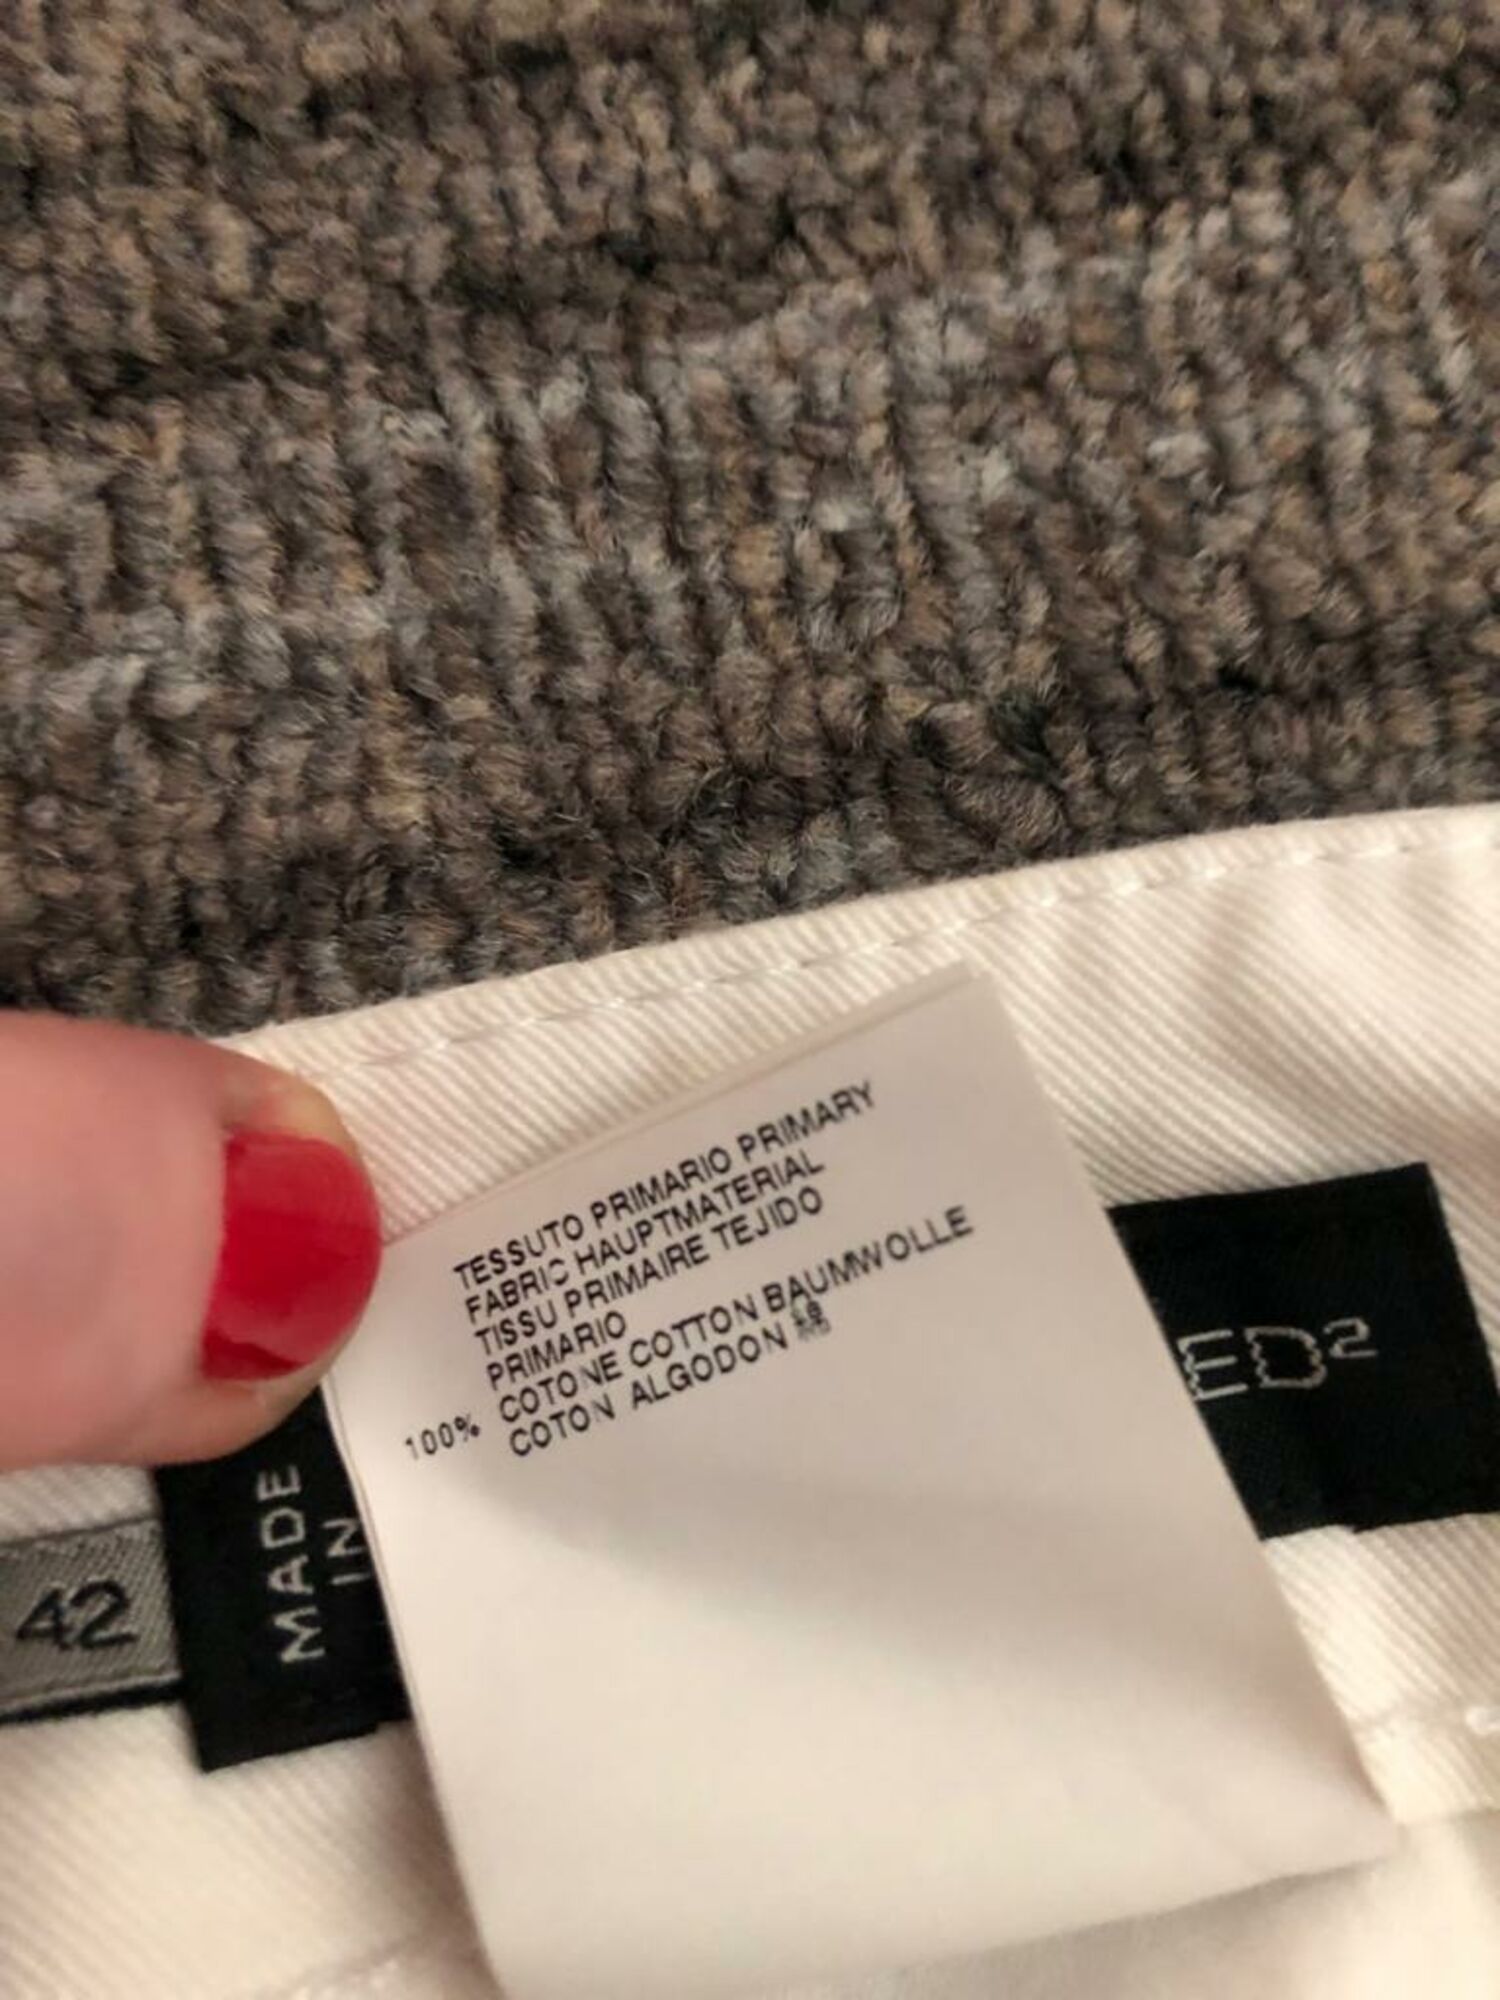 TESSUTO PRIMARIO PRIMARY
FABRIC HAUPTMATERIAL
TISSU PRIMAIRE TEJIDO
PRIMARIO
100% COTONE COTTON BAUMWOLLE
COTON ALGODON
ED2
MADE
IN
42